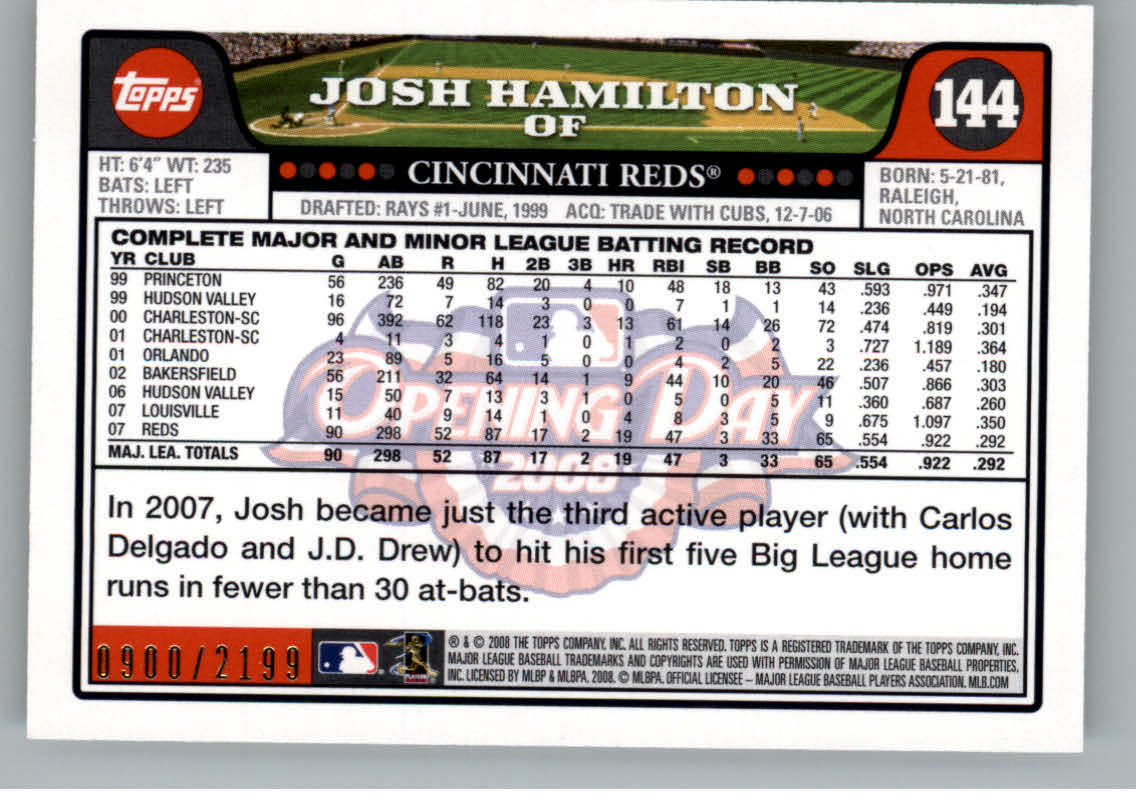 Topps
JOSH HAMILTON
OF
144
HT: 6'4" WT: 235
BATS: LEFT
THROWS: LEFT
CINCINNATI REDS®
DRAFTED: RAYS #1-JUNE, 1999 ACQ: TRADE WITH CUBS, 12-7-06
BORN: 5-21-81,
RALEIGH,
NORTH CAROLINA
COMPLETE MAJOR AND MINOR LEAGUE BATTING RECORD
YR CLUB G AB R H 2B 3B HR RBI SB BB SO SLG OPS AVG
99 PRINCETON 56 236 49 82 20 4 10 48 18 13 43 .593 .971 .347
99 HUDSON VALLEY 16 72 7 14 3 0 0 7 1 1 14 .236 .449 .194
00 CHARLESTON-SC 96 392 62 118 23 3 13 61 14 26 72 .474 .819 .301
01 CHARLESTON-SC 4 11 3 4 1 0 1 2 0 2 3 .727 1.189 .364
01 ORLANDO 23 89 5 16 5 0 0 4 2 5 22 .236 .457 .180
02 BAKERSFIELD 56 211 32 64 14 1 9 44 10 20 46 .507 .866 .303
06 HUDSON VALLEY 15 50 7 13 3 1 0 5 0 5 11 .360 .687 .260
07 LOUISVILLE 11 40 9 14 1 0 4 8 3 5 9 .675 1.097 .350
07 REDS 90 298 52 87 17 2 19 47 3 33 65 .554 .922 .292
MAJ. LEA. TOTALS 90 298 52 87 17 2 19 47 3 33 65 .554 .922 .292
OPENING DAY
2008
In 2007, Josh became just the third active player (with Carlos
Delgado and J.D. Drew) to hit his first five Big League home
runs in fewer than 30 at-bats.
0900/2199
® & © 2008 THE TOPPS COMPANY, INC. ALL RIGHTS RESERVED. TOPPS IS A REGISTERED TRADEMARK OF THE TOPPS COMPANY, INC.
MAJOR LEAGUE BASEBALL TRADEMARKS AND COPYRIGHTS ARE USED WITH PERMISSION OF MAJOR LEAGUE BASEBALL PROPERTIES,
INC. LICENSED BY MLBP & MLBPA. 2008. © MLBPA. OFFICIAL LICENSEE – MAJOR LEAGUE BASEBALL PLAYERS ASSOCIATION. MLB.COM